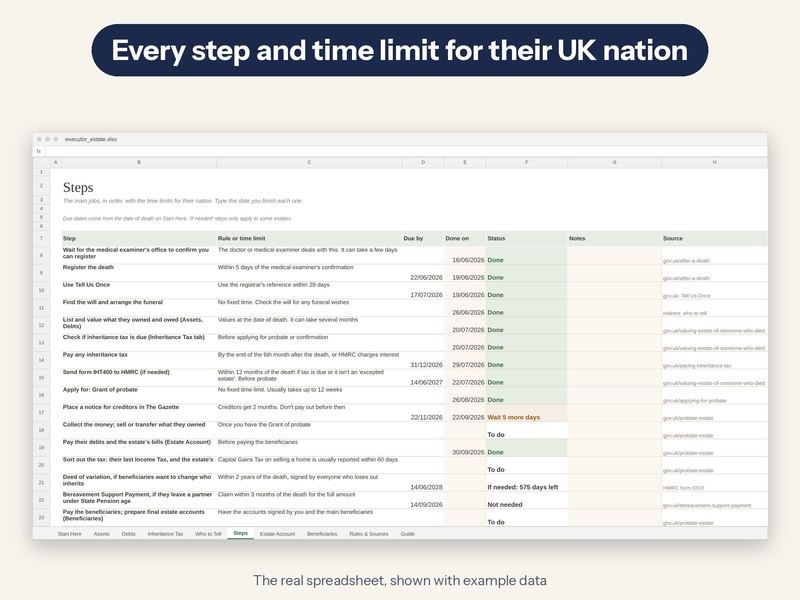 Every step and time limit for their UK nation
executor_estate.xlsx
fx
A B C D E F G H
1
2 Steps
3 The main jobs, in order, with the time limits for their nation. Type the date you finish each one.
4
5 Due dates come from the date of death on Start Here. 'If needed' steps only apply to some estates.
6
7 Step Rule or time limit Due by Done on Status Notes Source
8 Wait for the medical examiner's office to confirm you can register The doctor or medical examiner deals with this. It can take a few days 16/06/2026 Done gov.uk/after-a-death
9 Register the death Within 5 days of the medical examiner's confirmation 22/06/2026 19/06/2026 Done gov.uk/after-a-death
10 Use Tell Us Once Use the registrar's reference within 28 days 17/07/2026 19/06/2026 Done gov.uk: Tell Us Once
11 Find the will and arrange the funeral No fixed time. Check the will for any funeral wishes 26/06/2026 Done nidirect: who to tell
12 List and value what they owned and owed (Assets, Debts) Values at the date of death. It can take several months 20/07/2026 Done gov.uk/valuing-estate-of-someone-who-died
13 Check if inheritance tax is due (Inheritance Tax tab) Before applying for probate or confirmation 20/07/2026 Done gov.uk/valuing-estate-of-someone-who-died
14 Pay any inheritance tax By the end of the 6th month after the death, or HMRC charges interest 31/12/2026 29/07/2026 Done gov.uk/paying-inheritance-tax
15 Send form IHT400 to HMRC (if needed) Within 12 months of the death if tax is due or it isn't an 'excepted estate'. Before probate 14/06/2027 22/07/2026 Done gov.uk/valuing-estate-of-someone-who-died
16 Apply for: Grant of probate No fixed time limit. Usually takes up to 12 weeks 26/08/2026 Done gov.uk/applying-for-probate
17 Place a notice for creditors in The Gazette Creditors get 2 months. Don't pay out before then 22/11/2026 22/09/2026 Wait 5 more days gov.uk/probate-estate
18 Collect the money; sell or transfer what they owned Once you have the Grant of probate To do gov.uk/probate-estate
19 Pay their debts and the estate's bills (Estate Account) Before paying the beneficiaries 30/09/2026 Done gov.uk/probate-estate
20 Sort out the tax: their last Income Tax, and the estate's Capital Gains Tax on selling a home is usually reported within 60 days To do gov.uk/probate-estate
21 Deed of variation, if beneficiaries want to change who inherits Within 2 years of the death, signed by everyone who loses out 14/06/2028 If needed: 575 days left HMRC form IOV2
22 Bereavement Support Payment, if they leave a partner under State Pension age Claim within 3 months of the death for the full amount 14/09/2026 Not needed gov.uk/bereavement-support-payment
23 Pay the beneficiaries; prepare final estate accounts (Beneficiaries) Have the accounts signed by you and the main beneficiaries To do gov.uk/probate-estate
Start Here Assets Debts Inheritance Tax Who to Tell Steps Estate Account Beneficiaries Rules & Sources Guide
The real spreadsheet, shown with example data